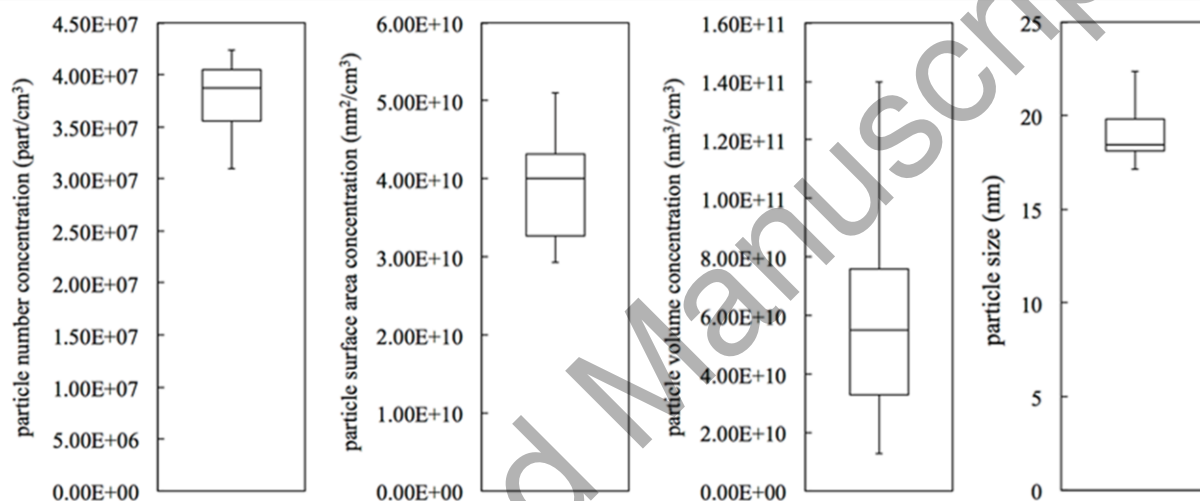 particle number concentration (part/cm³)
4.50E+07
4.00E+07
3.50E+07
3.00E+07
2.50E+07
2.00E+07
1.50E+07
1.00E+07
5.00E+06
0.00E+00
particle surface area concentration (nm²/cm³)
6.00E+10
5.00E+10
4.00E+10
3.00E+10
2.00E+10
1.00E+10
0.00E+00
particle volume concentration (nm³/cm³)
1.60E+11
1.40E+11
1.20E+11
1.00E+11
8.00E+10
6.00E+10
4.00E+10
2.00E+10
0.00E+00
particle size (nm)
25
20
15
10
5
0
d Manuscrip